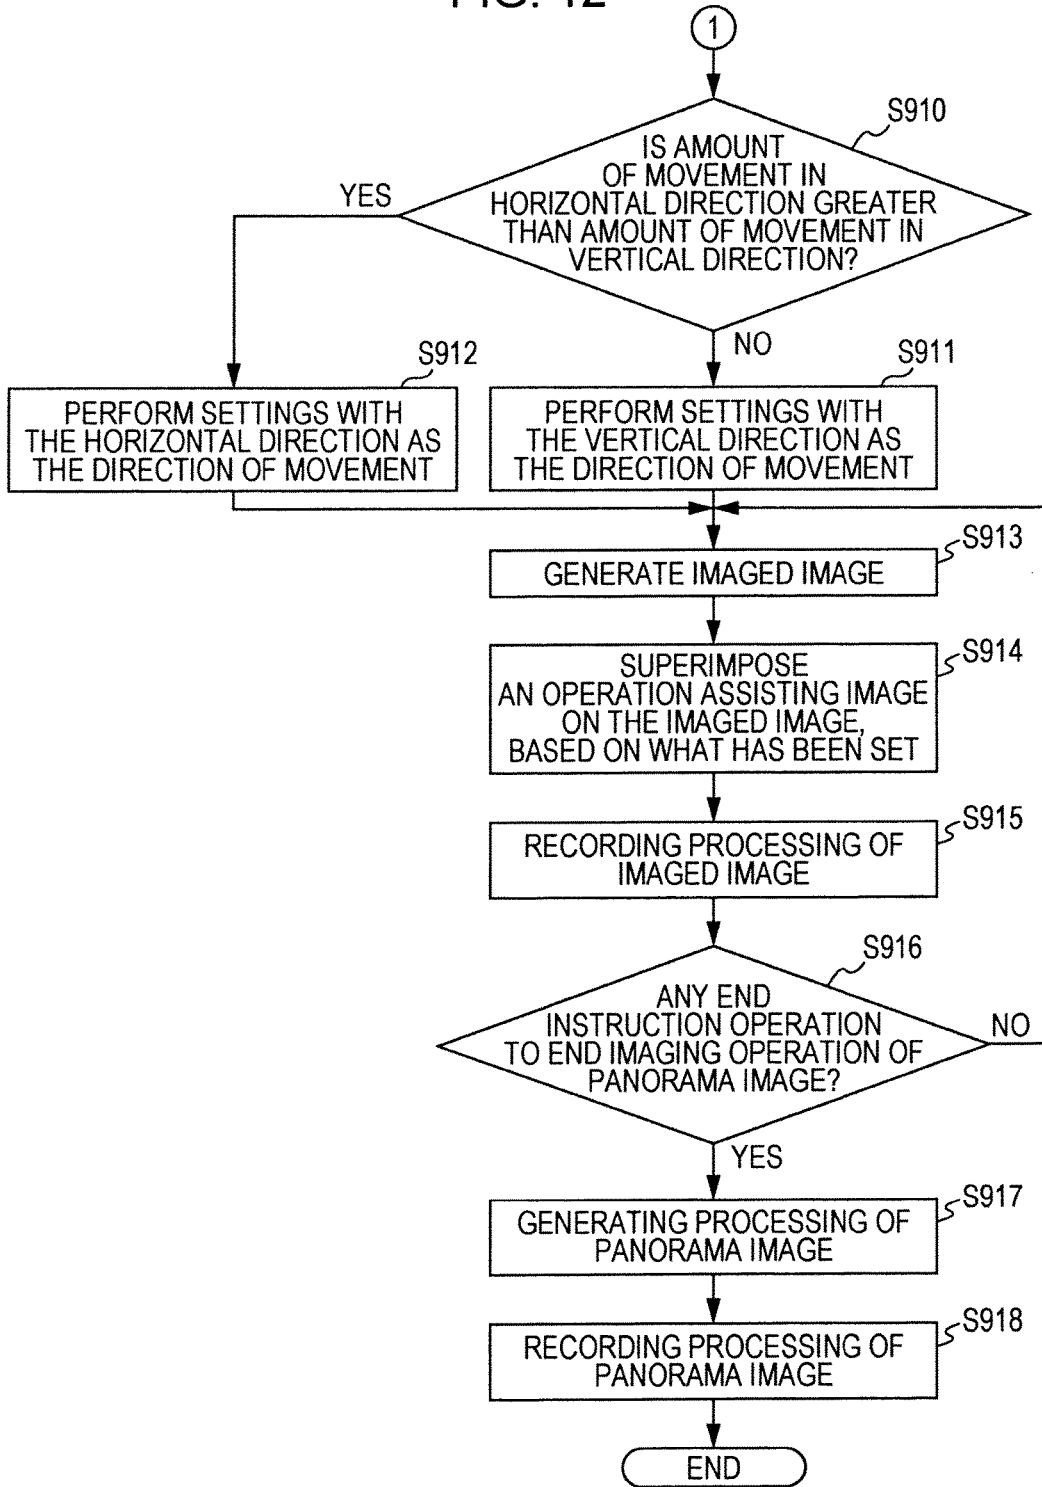 FIG. 12
1
S910
IS AMOUNT
OF MOVEMENT IN
HORIZONTAL DIRECTION GREATER
THAN AMOUNT OF MOVEMENT IN
VERTICAL DIRECTION?
YES
NO
S912
PERFORM SETTINGS WITH
THE HORIZONTAL DIRECTION AS
THE DIRECTION OF MOVEMENT
S911
PERFORM SETTINGS WITH
THE VERTICAL DIRECTION AS
THE DIRECTION OF MOVEMENT
S913
GENERATE IMAGED IMAGE
S914
SUPERIMPOSE
AN OPERATION ASSISTING IMAGE
ON THE IMAGED IMAGE,
BASED ON WHAT HAS BEEN SET
S915
RECORDING PROCESSING OF
IMAGED IMAGE
S916
ANY END
INSTRUCTION OPERATION
TO END IMAGING OPERATION OF
PANORAMA IMAGE?
NO
YES
S917
GENERATING PROCESSING OF
PANORAMA IMAGE
S918
RECORDING PROCESSING OF
PANORAMA IMAGE
END